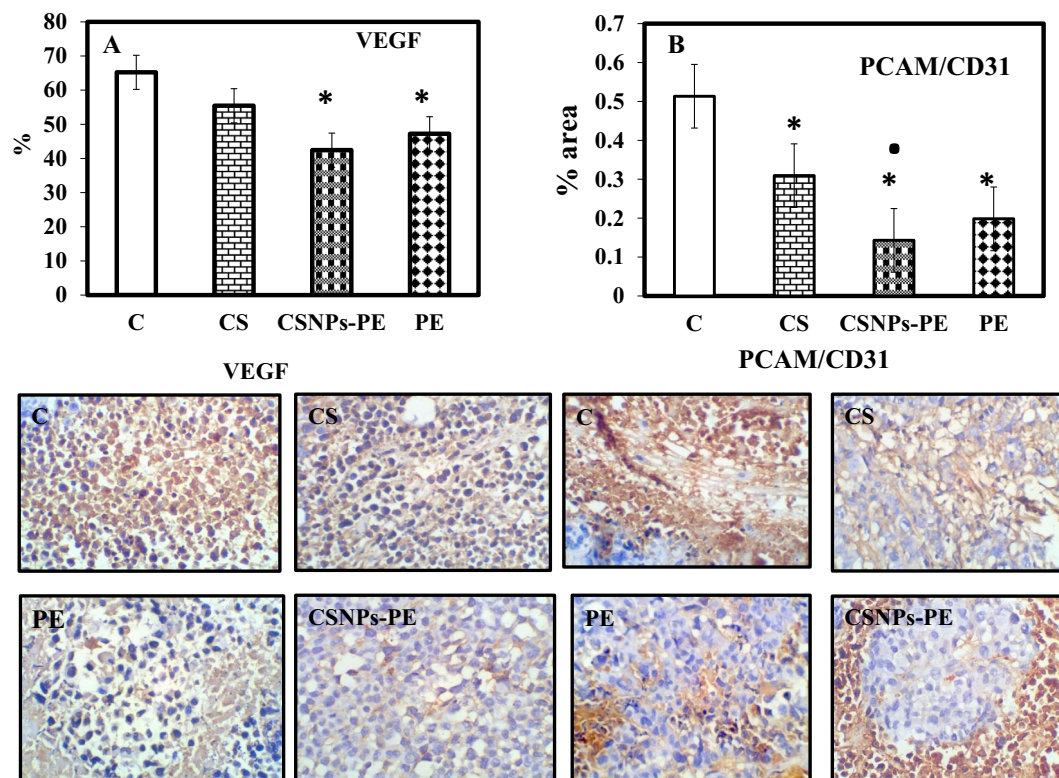 A
VEGF
80
70
60
50
40
30
20
10
0
%
*
*
C
CS
CSNPs-PE
PE
B
PCAM/CD31
0.7
0.6
0.5
0.4
0.3
0.2
0.1
0
% area
*
•
*
*
C
CS
CSNPs-PE
PE
VEGF
PCAM/CD31
C
CS
C
CS
PE
CSNPs-PE
PE
CSNPs-PE